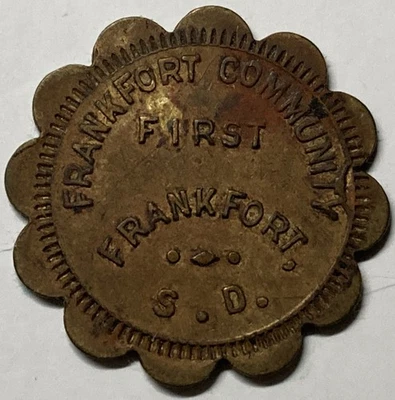 FRANKFORT COMMUNITY
FIRST
FRANKFORT,
S.D.